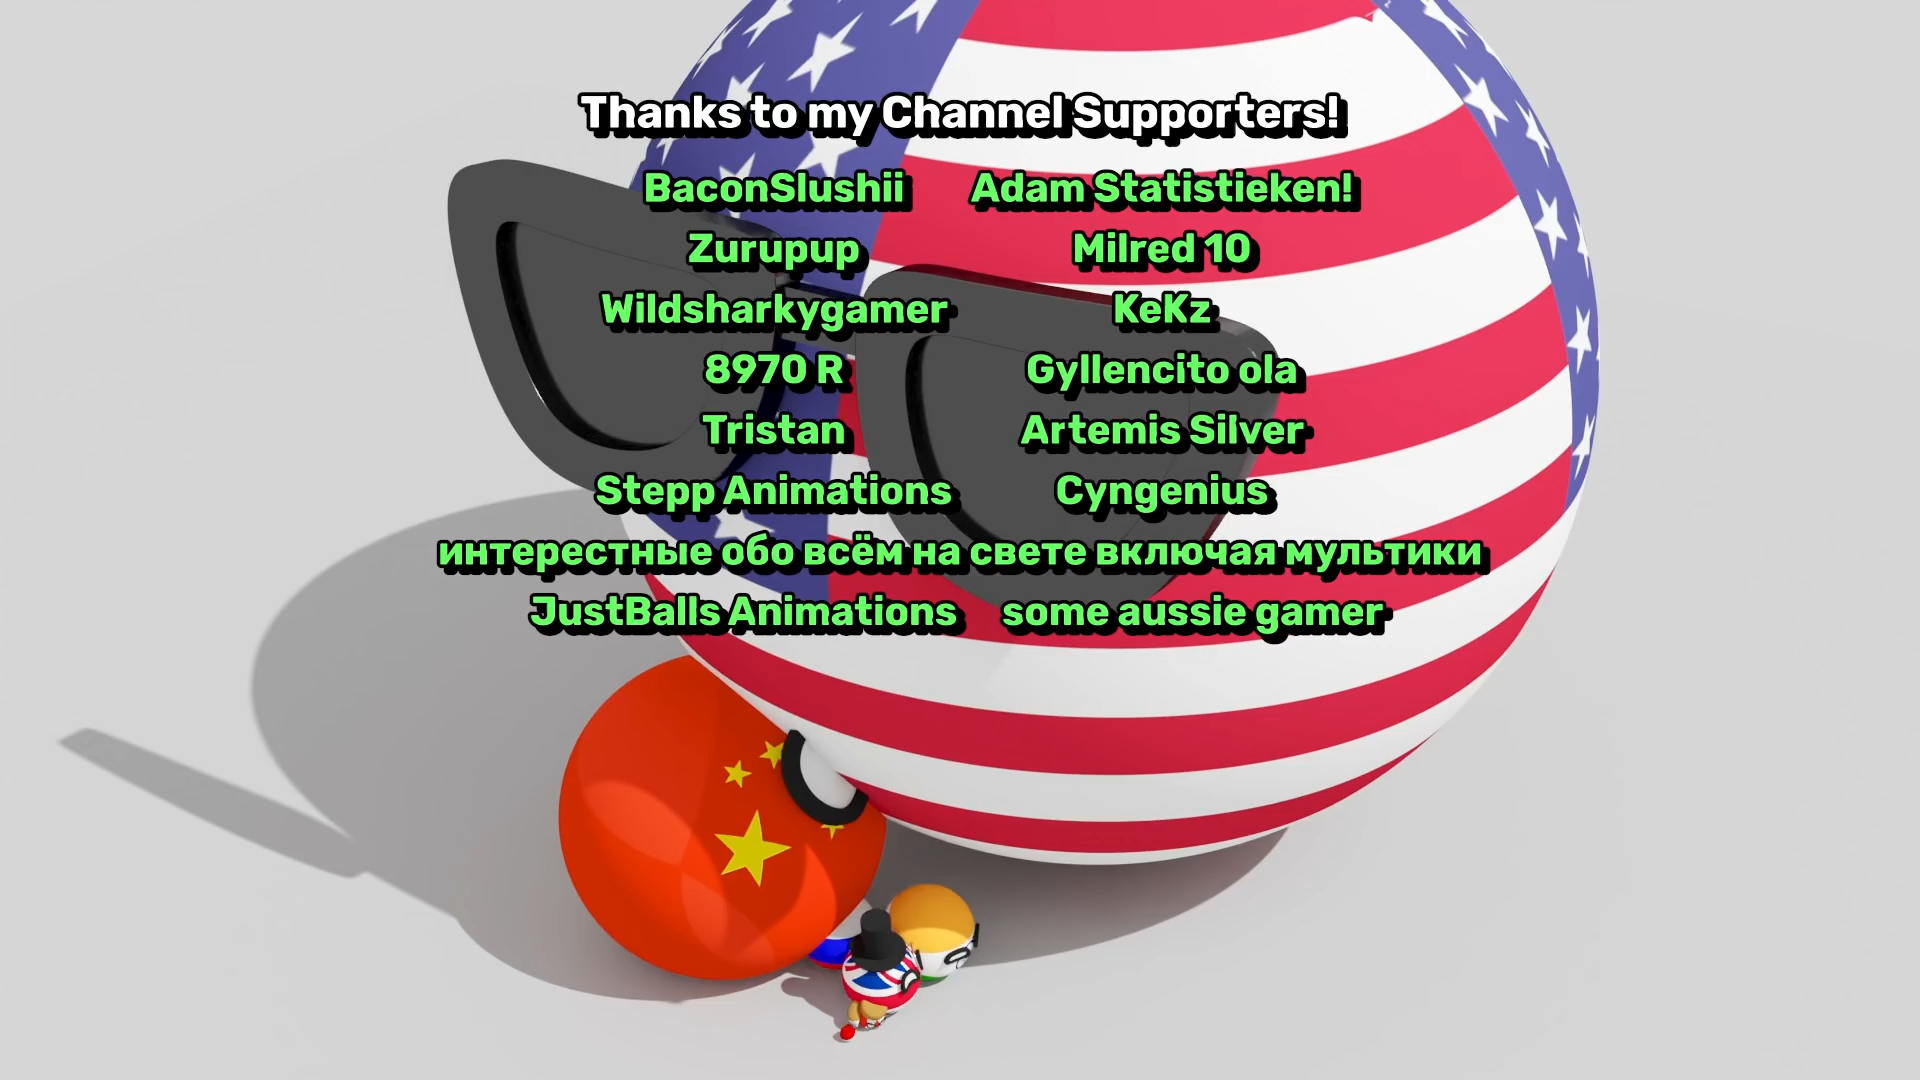 Thanks to my Channel Supporters!
BaconSlushii Adam Statistieken!
Zurupup Milred 10
Wildsharkygamer KeKz
8970 R Gyllencito ola
Tristan Artemis Silver
Stepp Animations Cyngenius
интерестные обо всём на свете включая мультики
JustBalls Animations some aussie gamer